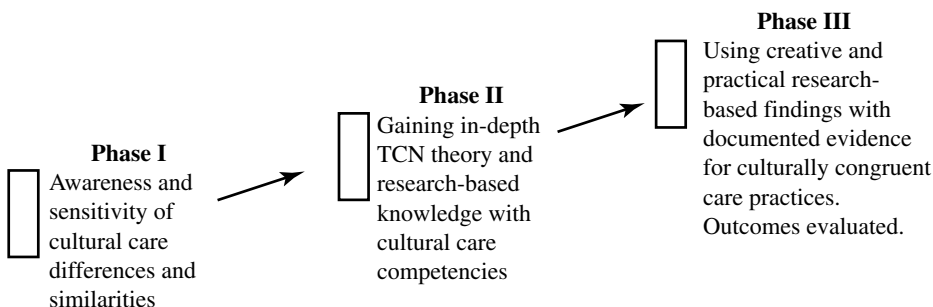 Phase I
Awareness and
sensitivity of
cultural care
differences and
similarities
Phase II
Gaining in-depth
TCN theory and
research-based
knowledge with
cultural care
competencies
Phase III
Using creative and
practical research-
based findings with
documented evidence
for culturally congruent
care practices.
Outcomes evaluated.